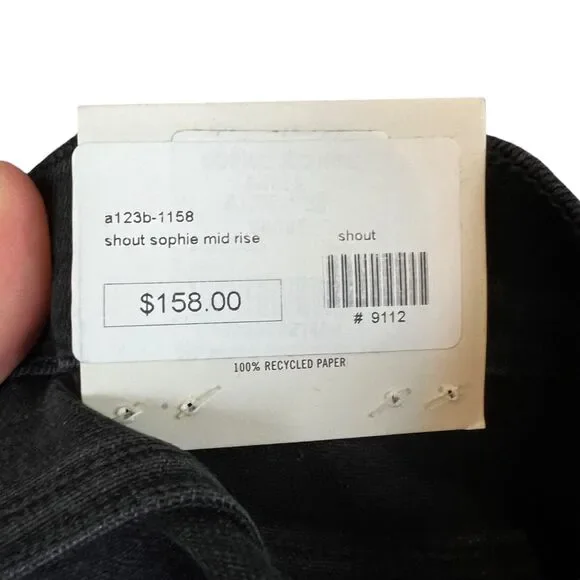 a123b-1158
shout sophie mid rise
shout
$158.00
# 9112
100% RECYCLED PAPER